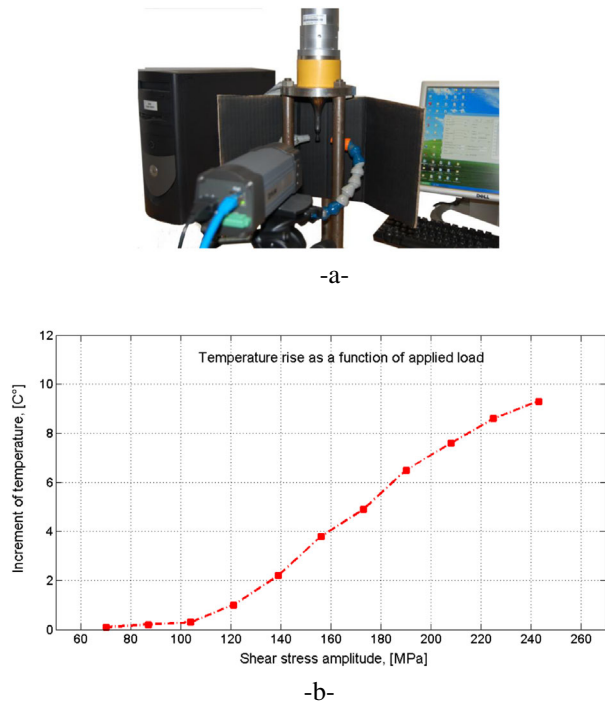 DELL
-a-
Temperature rise as a function of applied load
12
10
8
6
4
2
0
Increment of temperature, [C°]
60 80 100 120 140 160 180 200 220 240 260
Shear stress amplitude, [MPa]
-b-